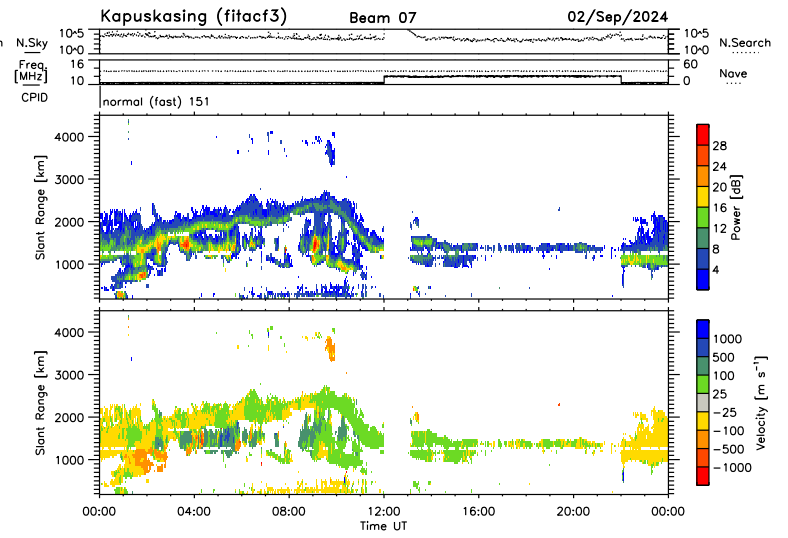 Kapuskasing (fitacf3) Beam 07 02/Sep/2024
N.Sky 10^5 10^0 10^5 10^0 N.Search
Freq. [MHz] 16 10 60 30 0 Nave
CPID normal (fast) 151
Slant Range [km] 4000 3000 2000 1000
28 24 20 16 12 8 4 Power [dB]
Slant Range [km] 4000 3000 2000 1000
1000 500 100 25 -25 -100 -500 -1000 Velocity [m s⁻¹]
00:00 04:00 08:00 12:00 16:00 20:00 00:00
Time UT